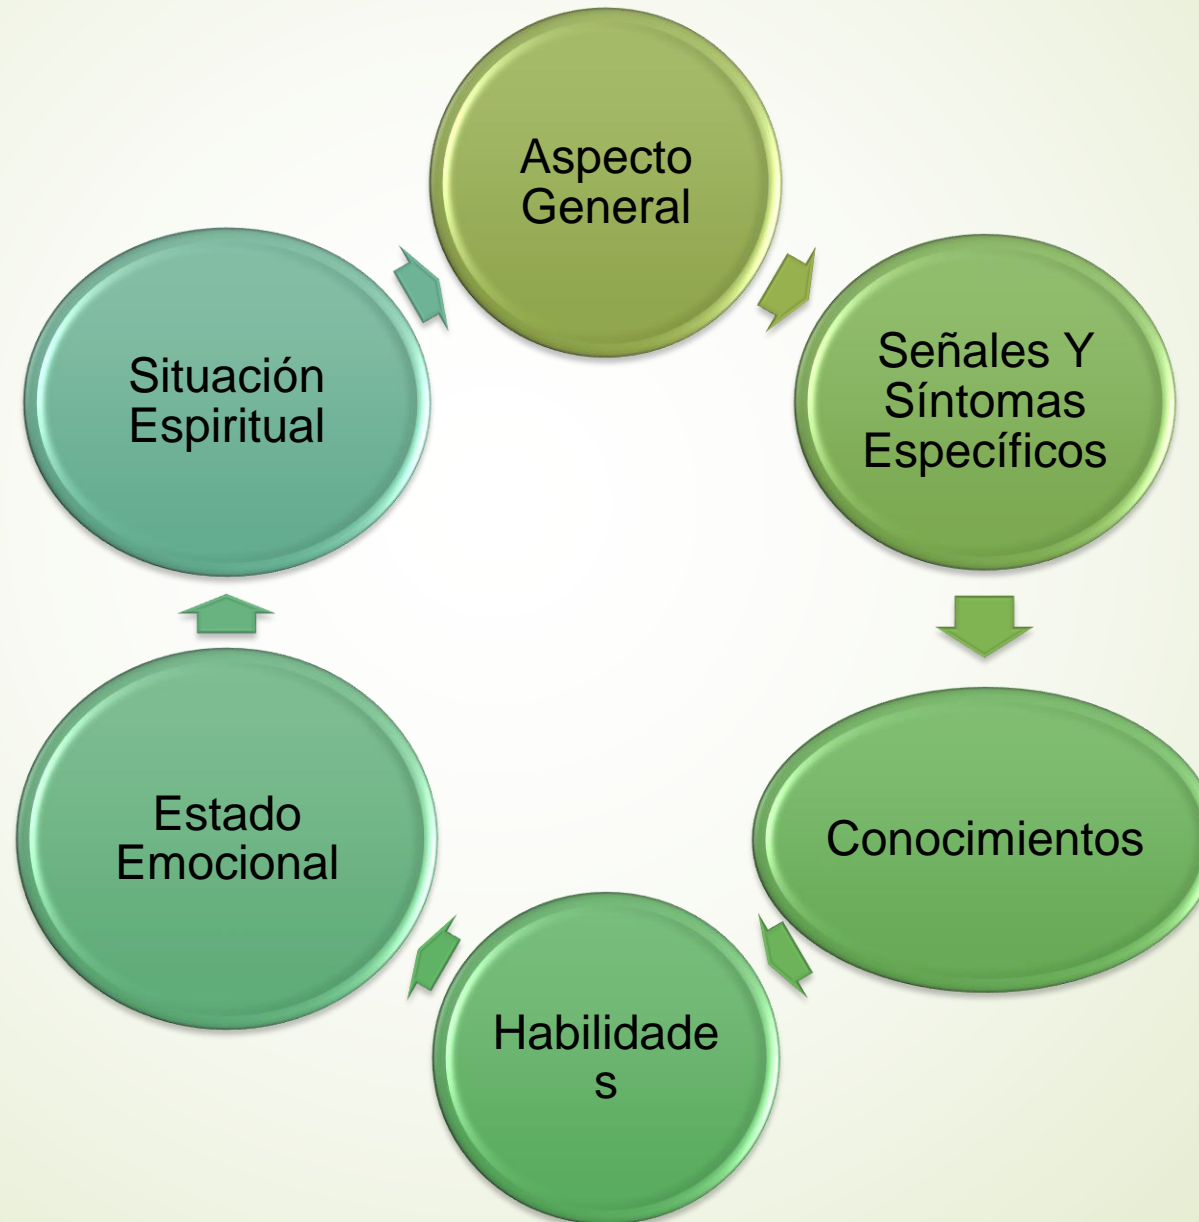 Aspecto
General
Señales Y
Síntomas
Específicos
Conocimientos
Habilidade
s
Estado
Emocional
Situación
Espiritual